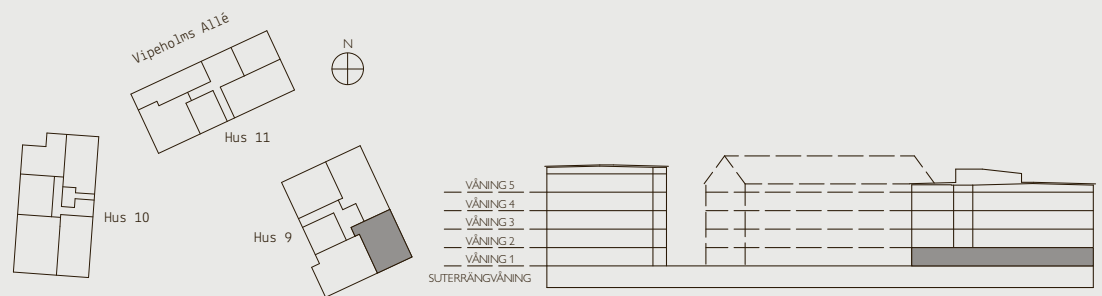 Vipeholms Allé
N
Hus 11
Hus 10
Hus 9
VÅNING 5
VÅNING 4
VÅNING 3
VÅNING 2
VÅNING 1
SUTERRÄNGVÅNING